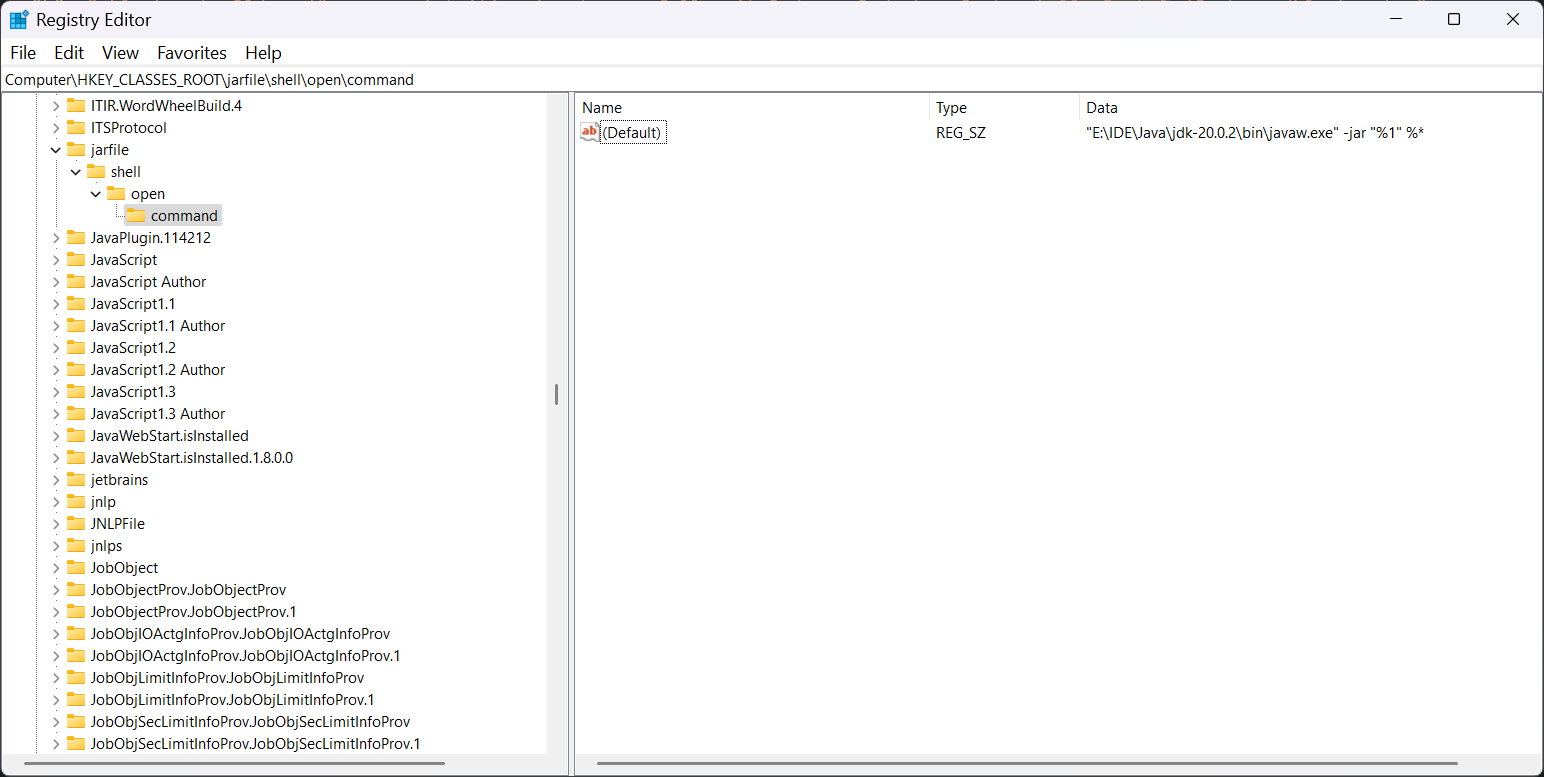 Registry Editor
File Edit View Favorites Help
Computer\HKEY_CLASSES_ROOT\jarfile\shell\open\command
ITIR.WordWheelBuild.4
ITSProtocol
jarfile
shell
open
command
JavaPlugin.114212
JavaScript
JavaScript Author
JavaScript1.1
JavaScript1.1 Author
JavaScript1.2
JavaScript1.2 Author
JavaScript1.3
JavaScript1.3 Author
JavaWebStart.isInstalled
JavaWebStart.isInstalled.1.8.0.0
jetbrains
jnlp
JNLPFile
jnlps
JobObject
JobObjectProv.JobObjectProv
JobObjectProv.JobObjectProv.1
JobObjIOActgInfoProv.JobObjIOActgInfoProv
JobObjIOActgInfoProv.JobObjIOActgInfoProv.1
JobObjLimitInfoProv.JobObjLimitInfoProv
JobObjLimitInfoProv.JobObjLimitInfoProv.1
JobObjSecLimitInfoProv.JobObjSecLimitInfoProv
JobObjSecLimitInfoProv.JobObjSecLimitInfoProv.1
Name Type Data
ab (Default) REG_SZ "E:\IDE\Java\jdk-20.0.2\bin\javaw.exe" -jar "%1" %*